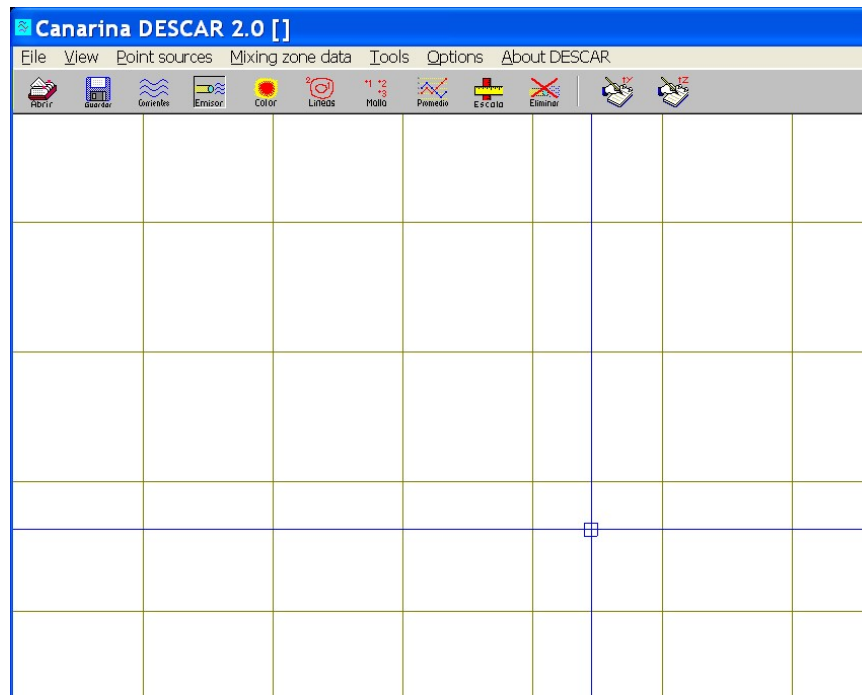 Canarina DESCAR 2.0 []
File View Point sources Mixing zone data Tools Options About DESCAR
Abrir Guardar Corrientes Emisor Color Lineas Malla Promedio Escala Eliminar